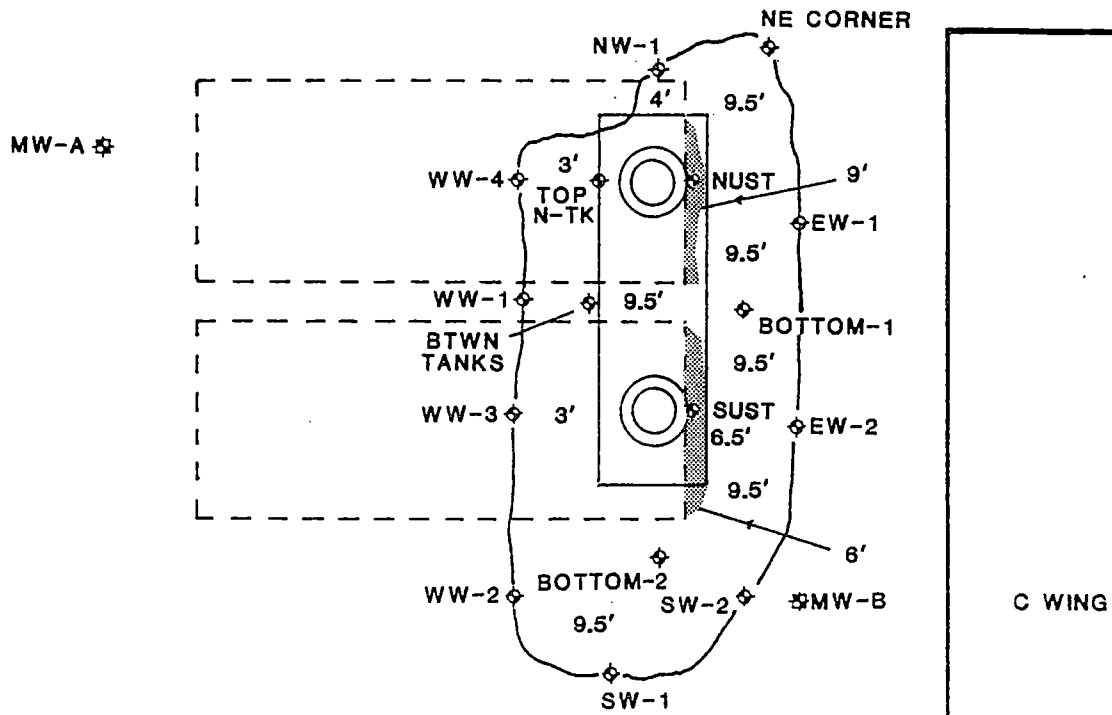 NE CORNER
NW-1
4'
9.5'
MW-A
WW-4
3'
TOP
N-TK
NUST
9'
EW-1
9.5'
WW-1
9.5'
BTWN
TANKS
BOTTOM-1
9.5'
WW-3
3'
SUST
6.5'
EW-2
9.5'
6'
BOTTOM-2
WW-2
SW-2
MW-B
C WING
9.5'
SW-1